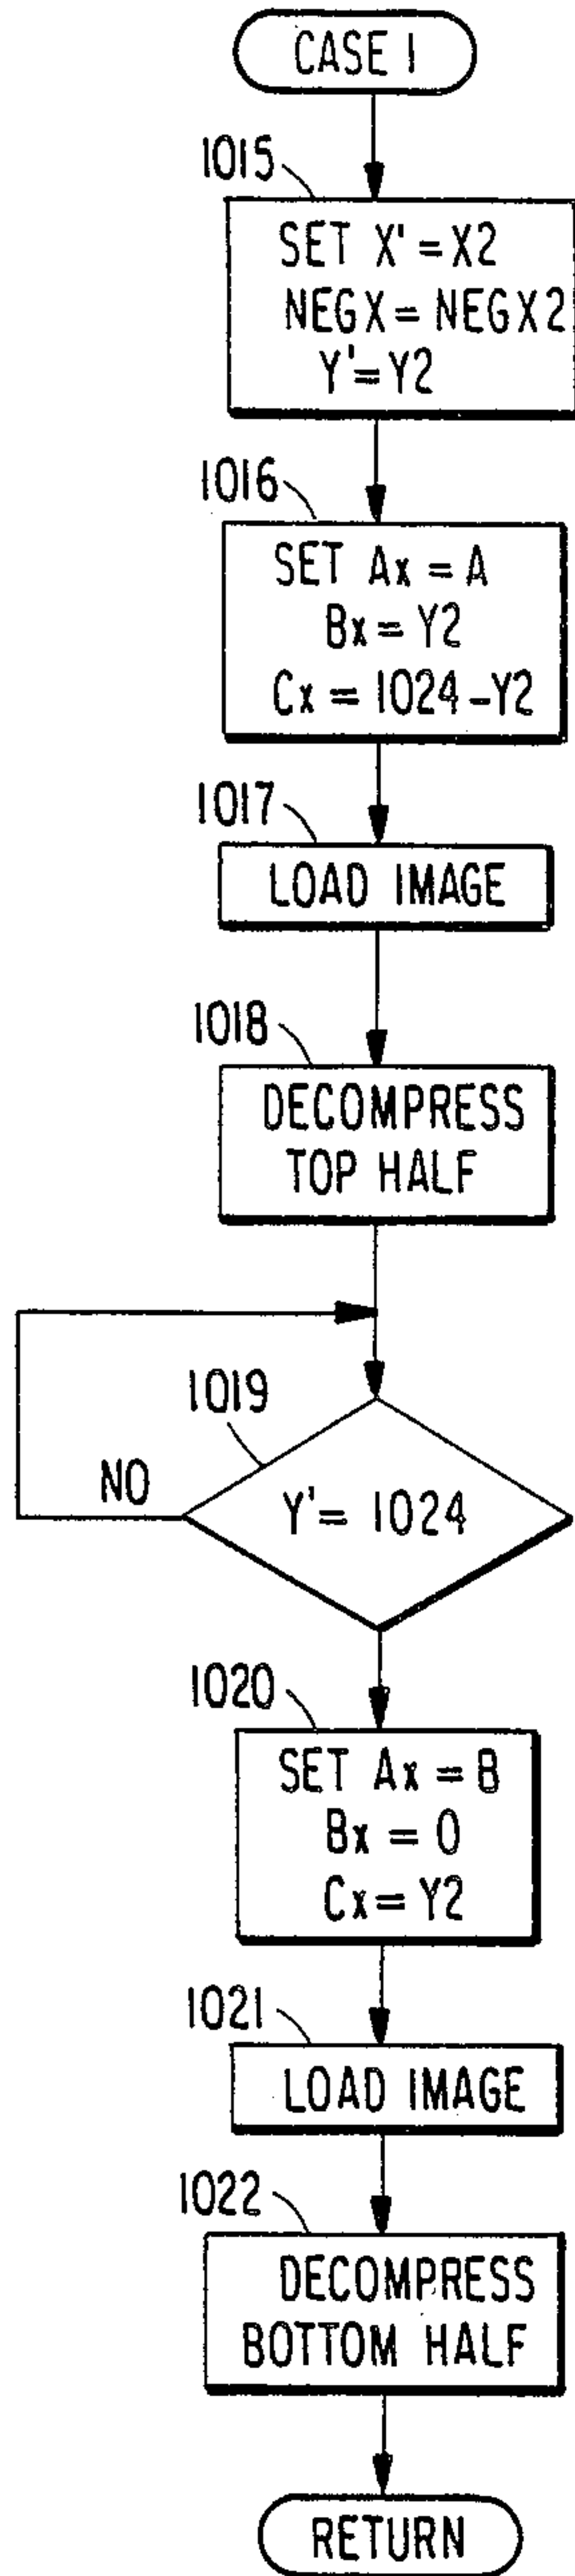 CASE 1
1015
SET X' = X2
NEGX = NEGX2
Y' = Y2
1016
SET Ax = A
Bx = Y2
Cx = 1024 - Y2
1017
LOAD IMAGE
1018
DECOMPRESS
TOP HALF
1019
NO
Y' = 1024
1020
SET Ax = B
Bx = 0
Cx = Y2
1021
LOAD IMAGE
1022
DECOMPRESS
BOTTOM HALF
RETURN